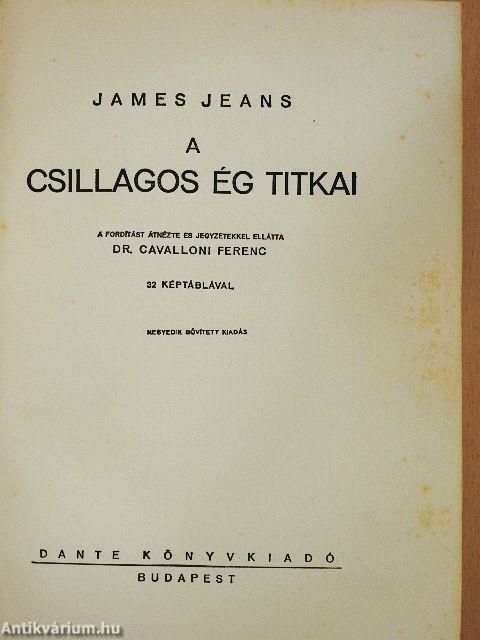 JAMES JEANS
A
CSILLAGOS ÉG TITKAI
A FORDÍTÁST ÁTNÉZTE ÉS JEGYZETEKKEL ELLÁTTA
DR. CAVALLONI FERENC
32 KÉPTÁBLÁVAL
NEGYEDIK BŐVÍTETT KIADÁS
DANTE KÖNYVKIADÓ
BUDAPEST
Antikvárium.hu